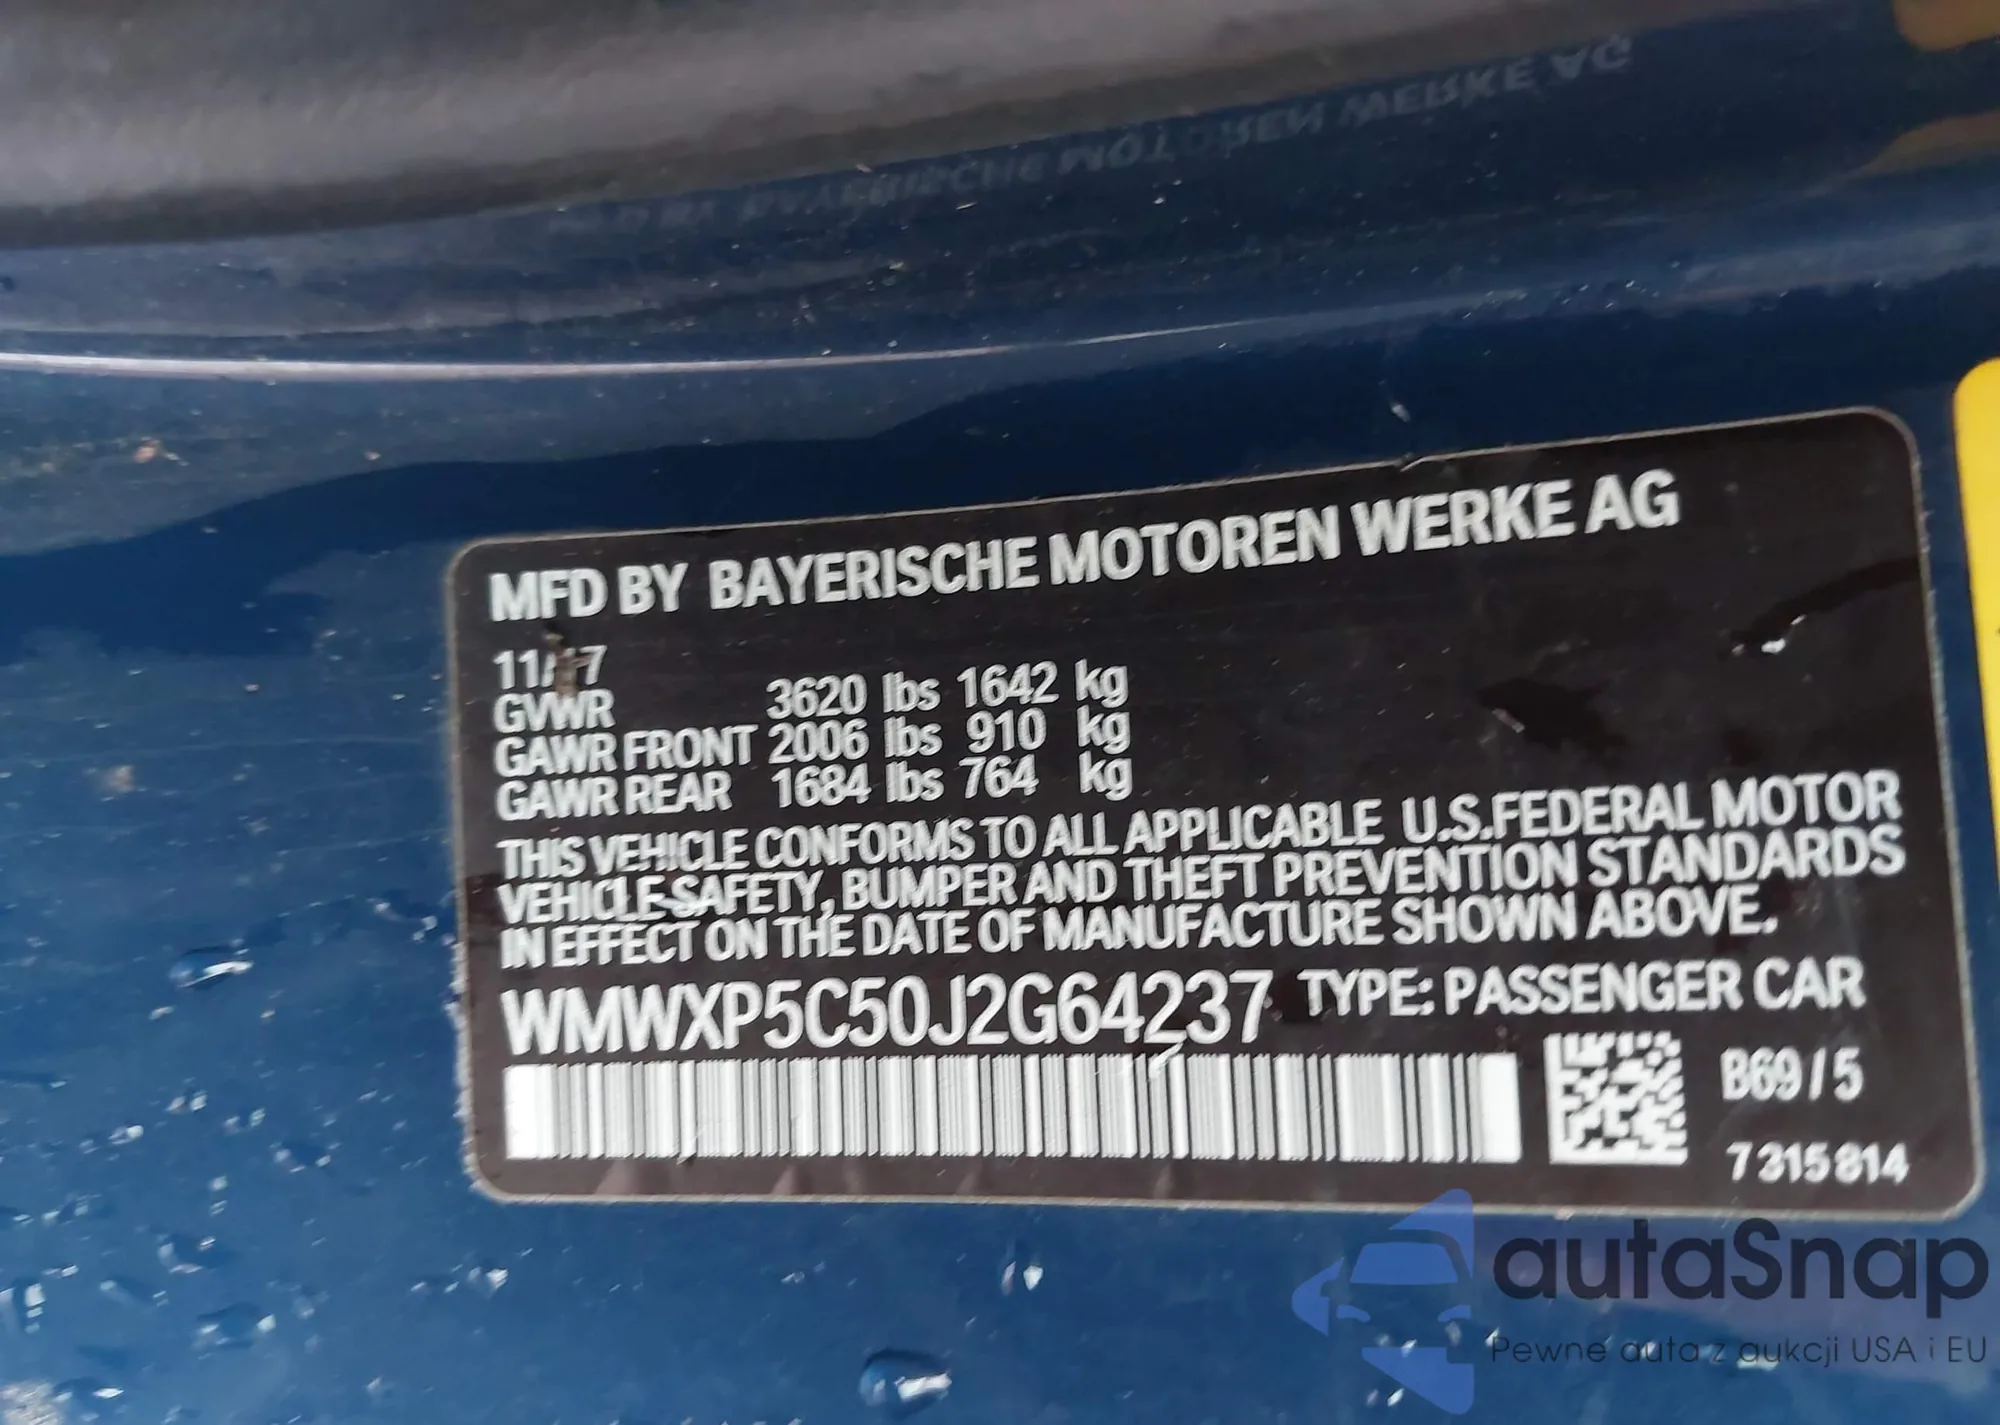 MFD BY BAYERISCHE MOTOREN WERKE AG
11/17
GVWR 3620 lbs 1642 kg
GAWR FRONT 2006 lbs 910 kg
GAWR REAR 1684 lbs 764 kg
THIS VEHICLE CONFORMS TO ALL APPLICABLE U.S.FEDERAL MOTOR
VEHICLE SAFETY, BUMPER AND THEFT PREVENTION STANDARDS
IN EFFECT ON THE DATE OF MANUFACTURE SHOWN ABOVE.
WMWXP5C50J2G64237 TYPE: PASSENGER CAR
B69 / 5
7 315 814
autaSnap
Pewne auta z aukcji USA i EU